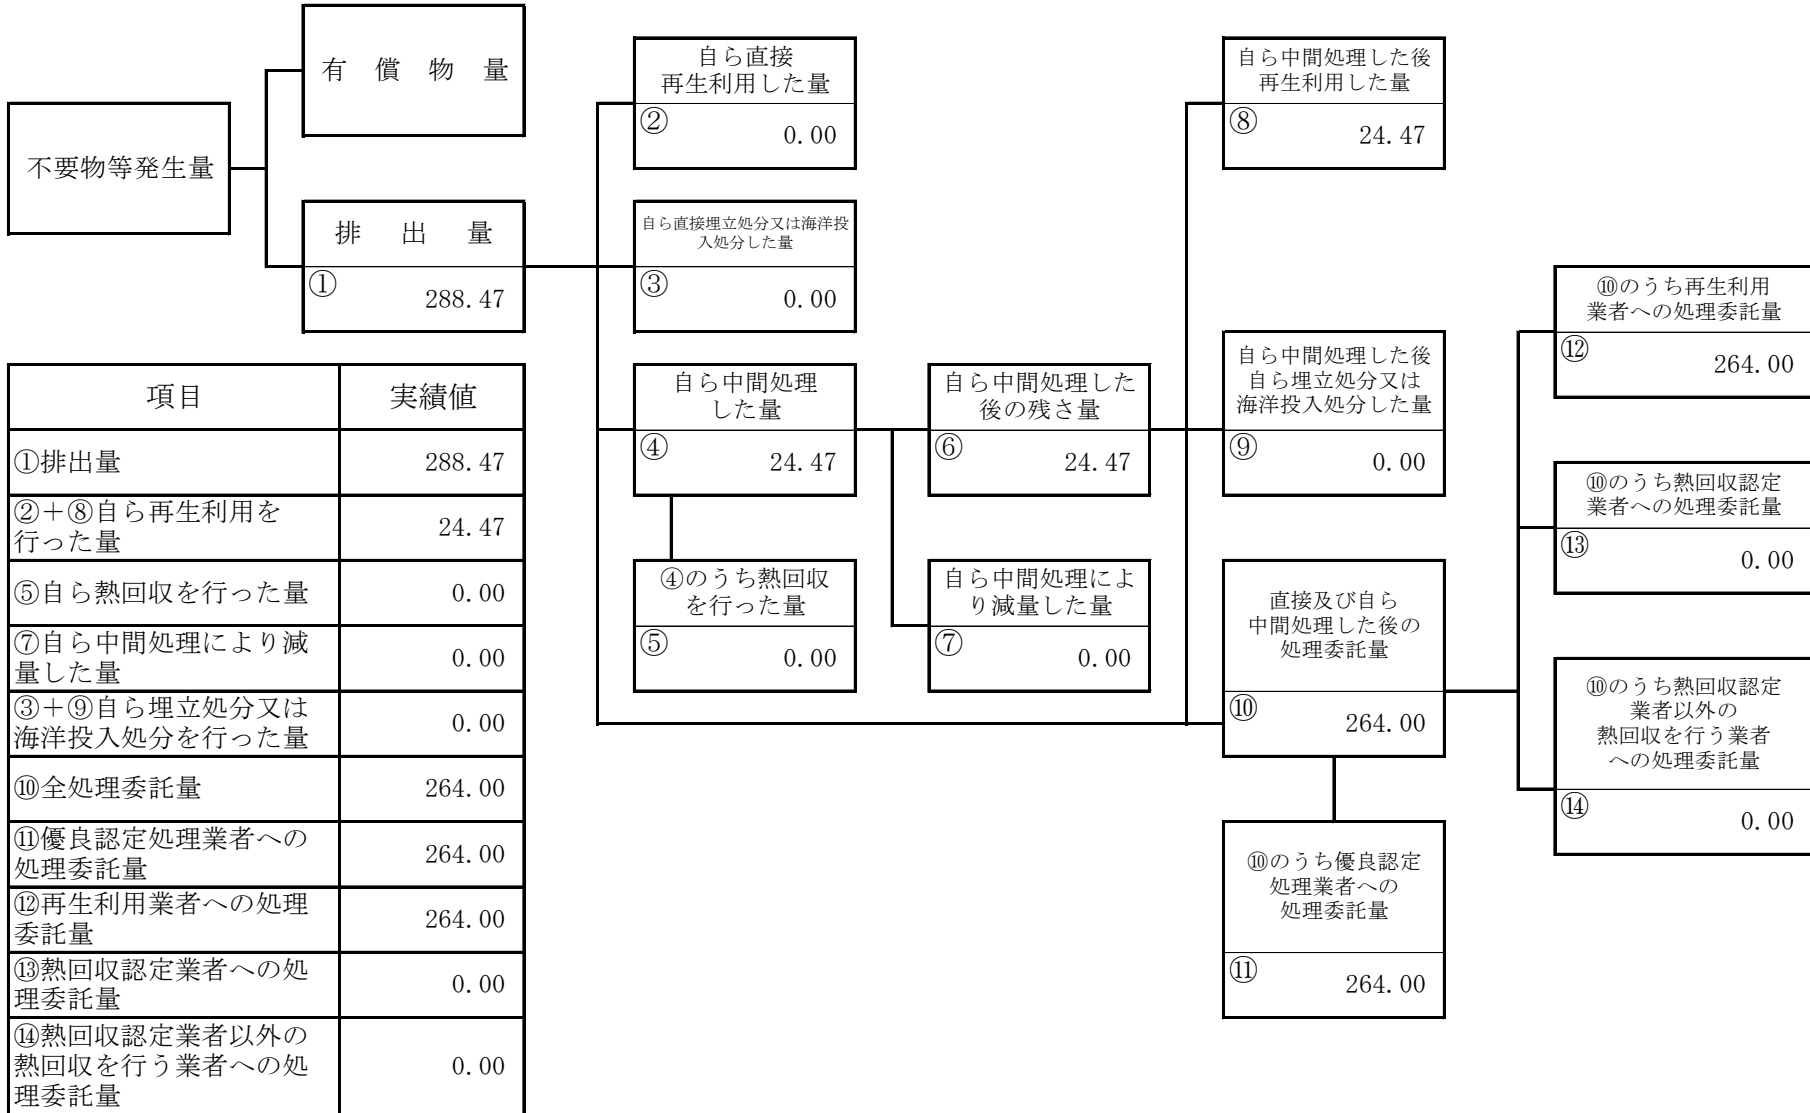 有 償 物 量
不要物等発生量
排 出 量
①
288.47
自ら直接
再生利用した量
②
0.00
自ら直接埋立処分又は海洋投
入処分した量
③
0.00
自ら中間処理
した量
④
24.47
④のうち熱回収
を行った量
⑤
0.00
自ら中間処理した
後の残さ量
⑥
24.47
自ら中間処理によ
り減量した量
⑦
0.00
自ら中間処理した後
再生利用した量
⑧
24.47
自ら中間処理した後
自ら埋立処分又は
海洋投入処分した量
⑨
0.00
直接及び自ら
中間処理した後の
処理委託量
⑩
264.00
⑩のうち優良認定
処理業者への
処理委託量
⑪
264.00
⑩のうち再生利用
業者への処理委託量
⑫
264.00
⑩のうち熱回収認定
業者への処理委託量
⑬
0.00
⑩のうち熱回収認定
業者以外の
熱回収を行う業者
への処理委託量
⑭
0.00
項目 実績値
①排出量 288.47
②＋⑧自ら再生利用を
行った量 24.47
⑤自ら熱回収を行った量 0.00
⑦自ら中間処理により減
量した量 0.00
③＋⑨自ら埋立処分又は
海洋投入処分を行った量 0.00
⑩全処理委託量 264.00
⑪優良認定処理業者への
処理委託量 264.00
⑫再生利用業者への処理
委託量 264.00
⑬熱回収認定業者への処
理委託量 0.00
⑭熱回収認定業者以外の
熱回収を行う業者への処
理委託量 0.00